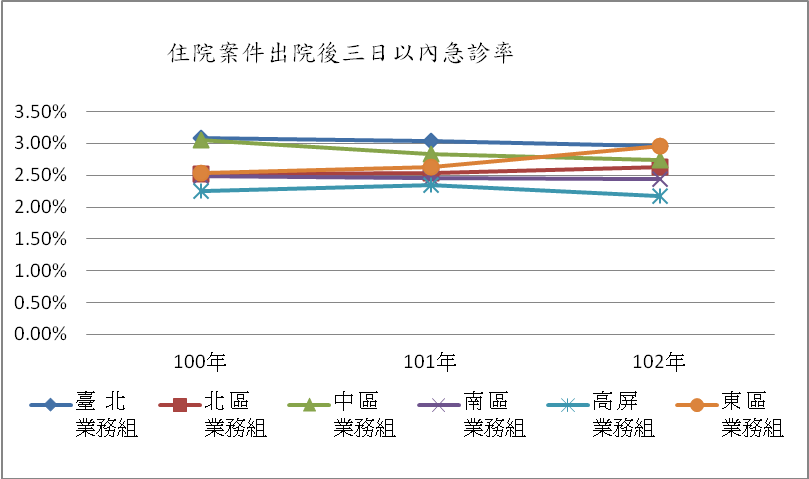 住院案件出院後三日以內急診率
3.50%
3.00%
2.50%
2.00%
1.50%
1.00%
0.50%
0.00%
100年 101年 102年
臺 北 北 區 中 區 南 區 高 屏 東 區
業務組 業務組 業務組 業務組 業務組 業務組